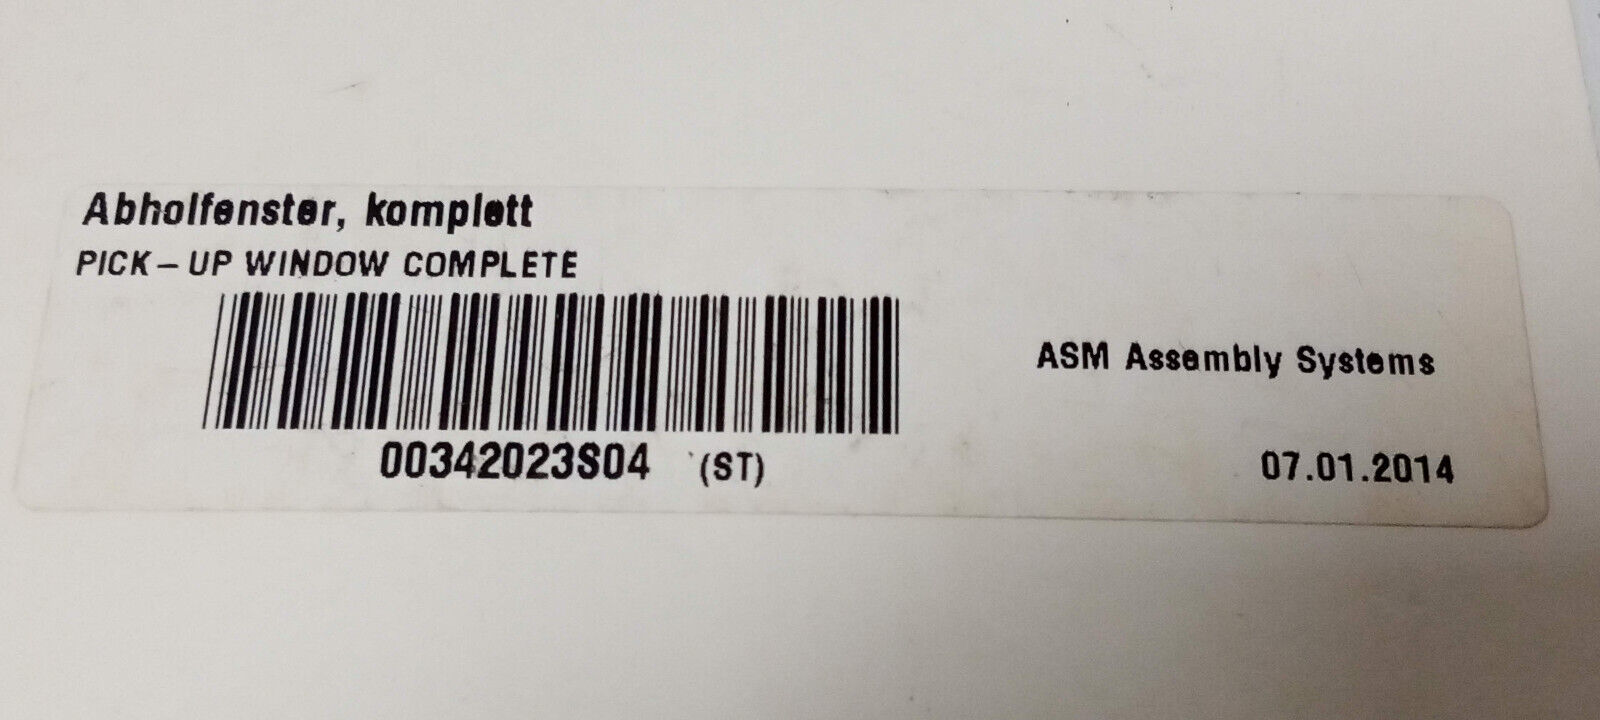 Abholfenster, komplett
PICK-UP WINDOW COMPLETE
ASM Assembly Systems
00342023S04 (ST)
07.01.2014